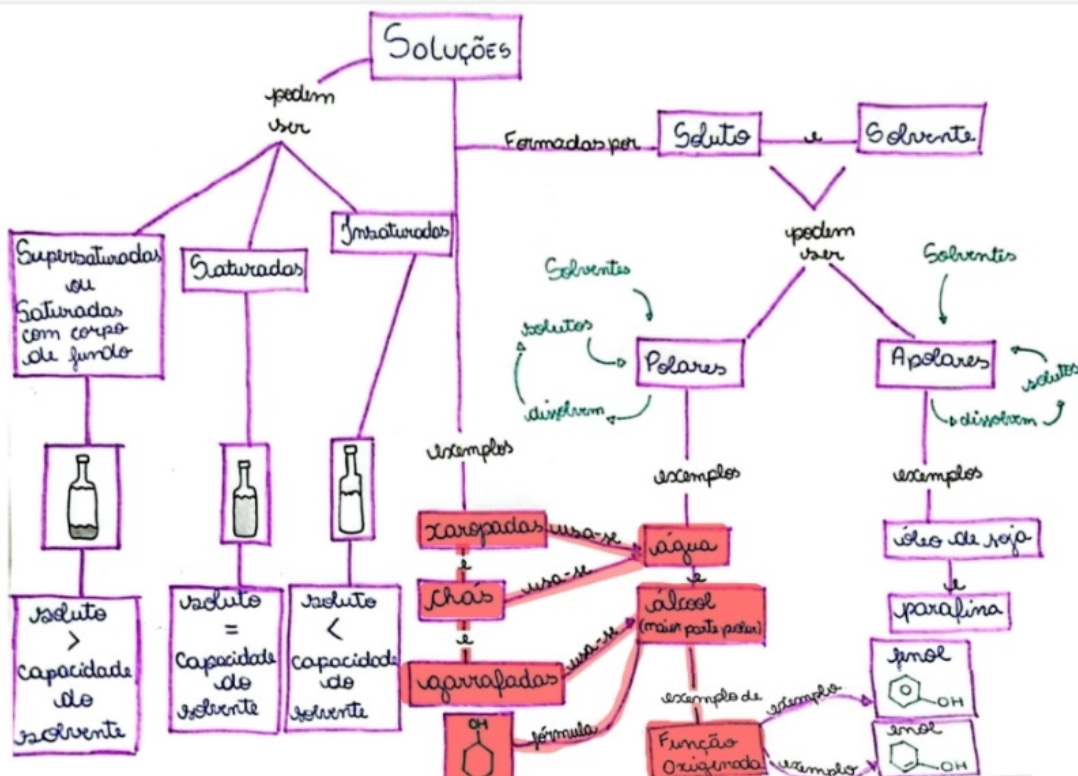 Soluções
podem
ser
Formadas por
Soluto
e
Solvente
Supersaturadas
ou
Saturadas
com corpo
de fundo
Saturadas
Insaturadas
podem
ser
Solventes
solutos
dissolvem
Polares
Solventes
Apolares
solutos
dissolvem
exemplos
exemplos
exemplos
xaropadas
usa-se
água
e
chás
usa-se
e
álcool
(maior parte polar)
e
garrafadas
usa-se
óleo de soja
e
parafina
soluto
>
capacidade
do
solvente
soluto
=
capacidade
do
solvente
soluto
<
capacidade
do
solvente
OH
fórmula
exemplo de
Função
Oxigenada
exemplo
fenol
OH
exemplo
enol
OH